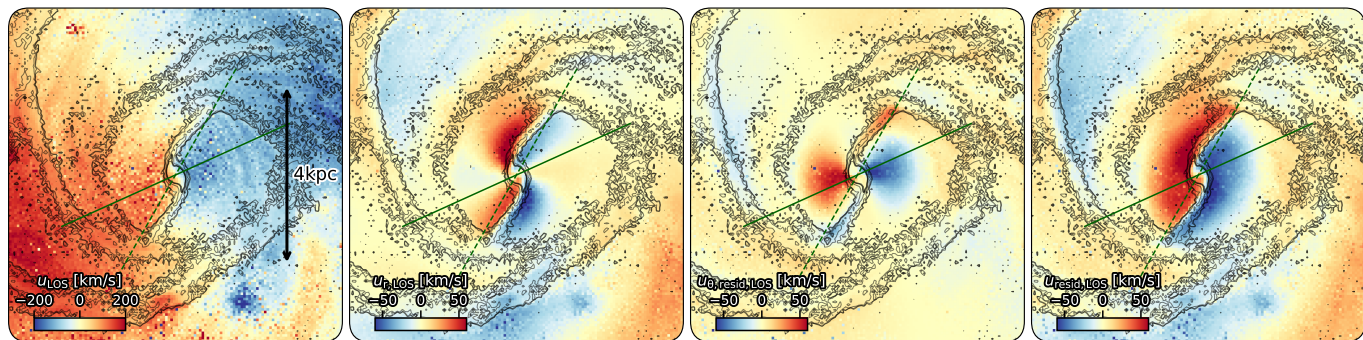 4kpc
u_LOS [km/s]
−200 0 200
u_r,LOS [km/s]
−50 0 50
u_θ,resid,LOS [km/s]
−50 0 50
u_resid,LOS [km/s]
−50 0 50